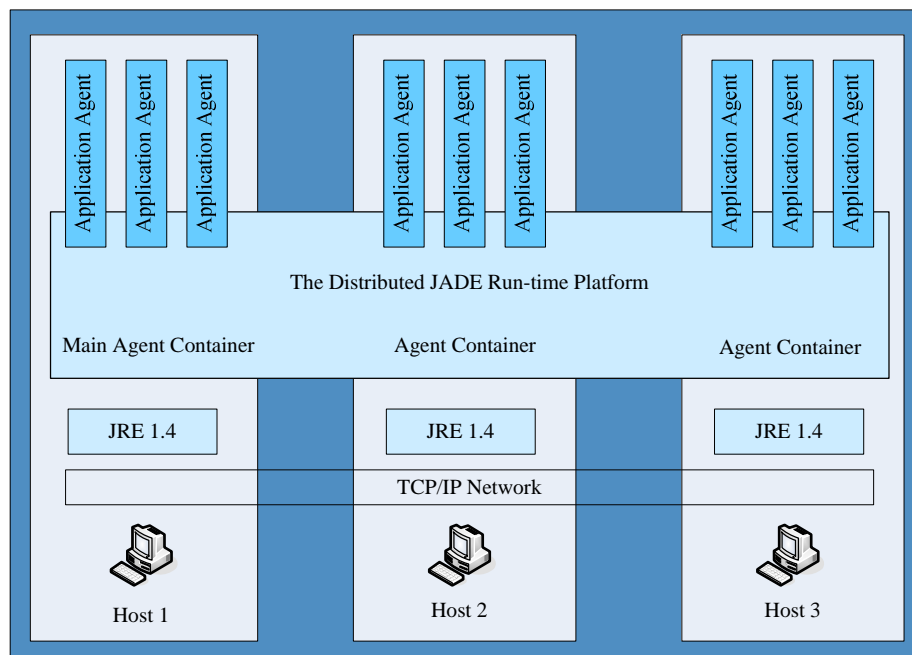 Application Agent
Application Agent
Application Agent
Application Agent
Application Agent
Application Agent
Application Agent
Application Agent
Application Agent
The Distributed JADE Run-time Platform
Main Agent Container
Agent Container
Agent Container
JRE 1.4
JRE 1.4
JRE 1.4
TCP/IP Network
Host 1
Host 2
Host 3